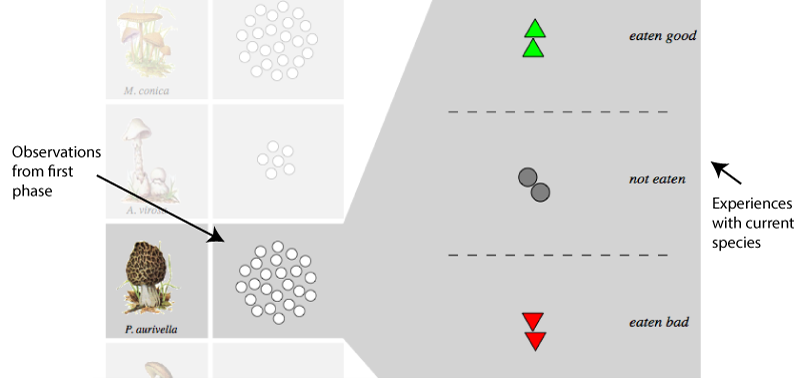 M. conica
A. virosa
P. aurivella
Observations
from first
phase
eaten good
not eaten
eaten bad
Experiences
with current
species